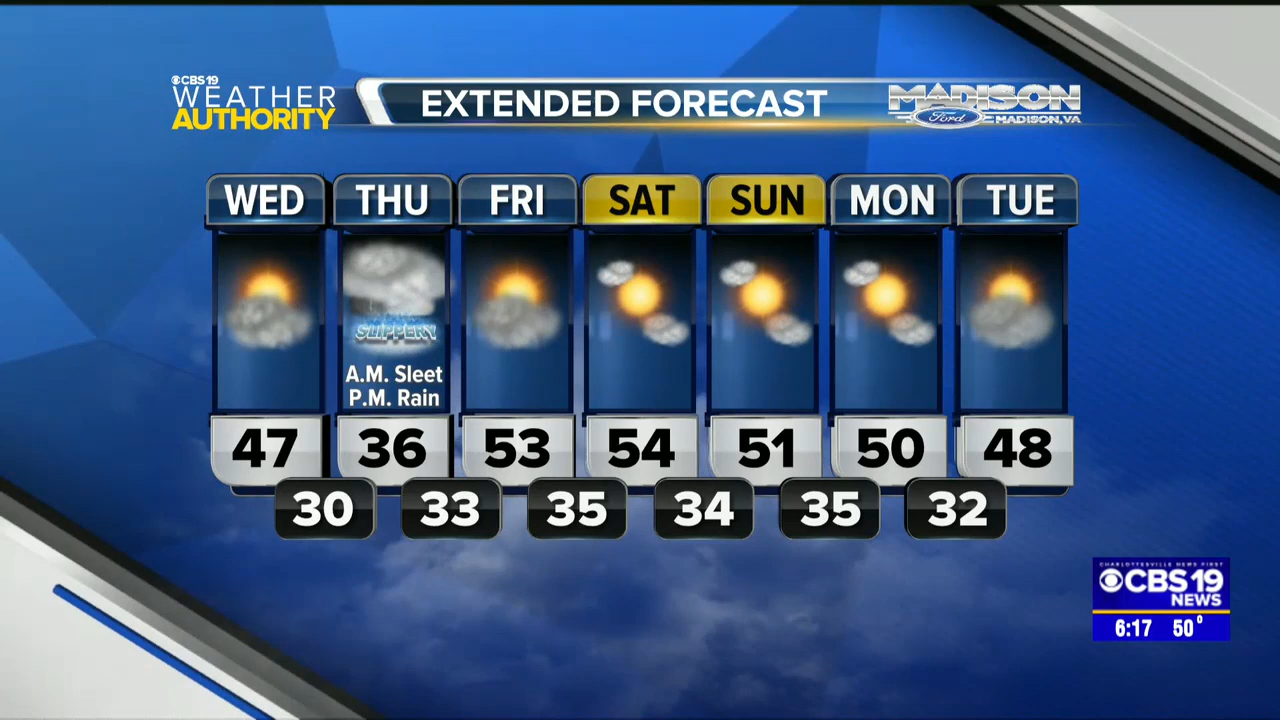 CBS19
WEATHER
AUTHORITY
EXTENDED FORECAST
MADISON
Ford
MADISON, VA
WED THU FRI SAT SUN MON TUE
SLIPPERY
A.M. Sleet
P.M. Rain
47 36 53 54 51 50 48
30 33 35 34 35 32
CHARLOTTESVILLE NEWS FIRST
CBS19
NEWS
6:17 50°